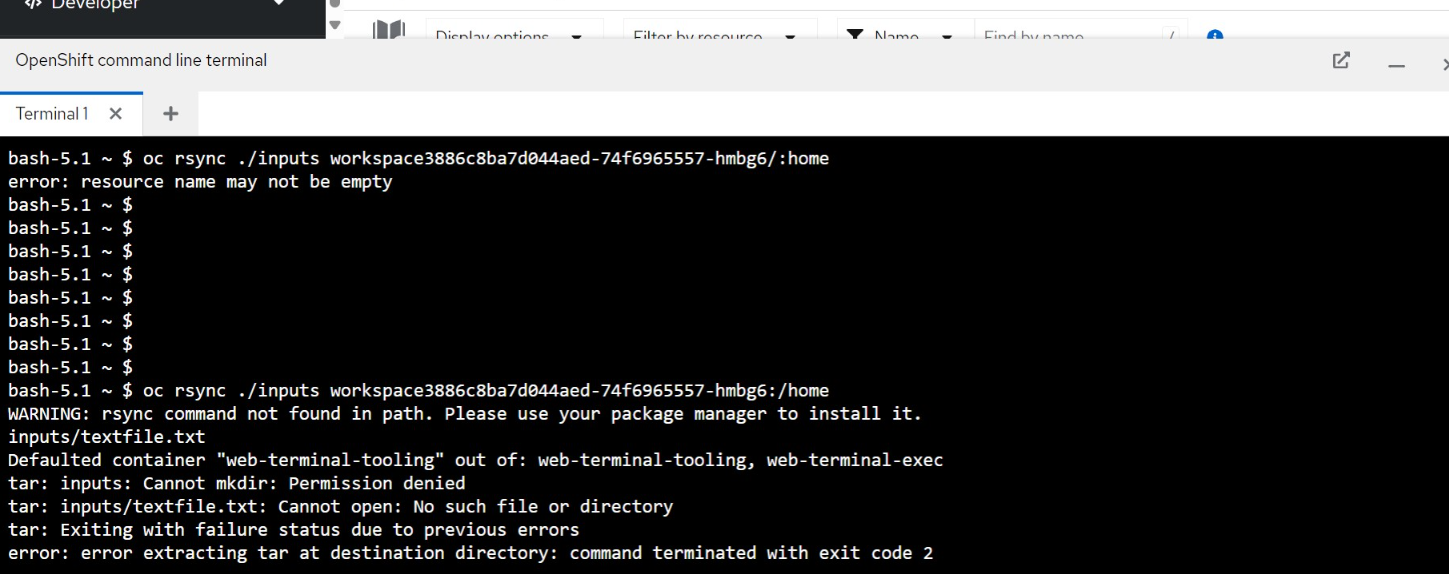 Developer
Display options
Filter by resource
Name
Find by name
/
i
OpenShift command line terminal
Terminal 1
bash-5.1 ~ $ oc rsync ./inputs workspace3886c8ba7d044aed-74f6965557-hmbg6/:home
error: resource name may not be empty
bash-5.1 ~ $
bash-5.1 ~ $
bash-5.1 ~ $
bash-5.1 ~ $
bash-5.1 ~ $
bash-5.1 ~ $
bash-5.1 ~ $
bash-5.1 ~ $
bash-5.1 ~ $ oc rsync ./inputs workspace3886c8ba7d044aed-74f6965557-hmbg6:/home
WARNING: rsync command not found in path. Please use your package manager to install it.
inputs/textfile.txt
Defaulted container "web-terminal-tooling" out of: web-terminal-tooling, web-terminal-exec
tar: inputs: Cannot mkdir: Permission denied
tar: inputs/textfile.txt: Cannot open: No such file or directory
tar: Exiting with failure status due to previous errors
error: error extracting tar at destination directory: command terminated with exit code 2